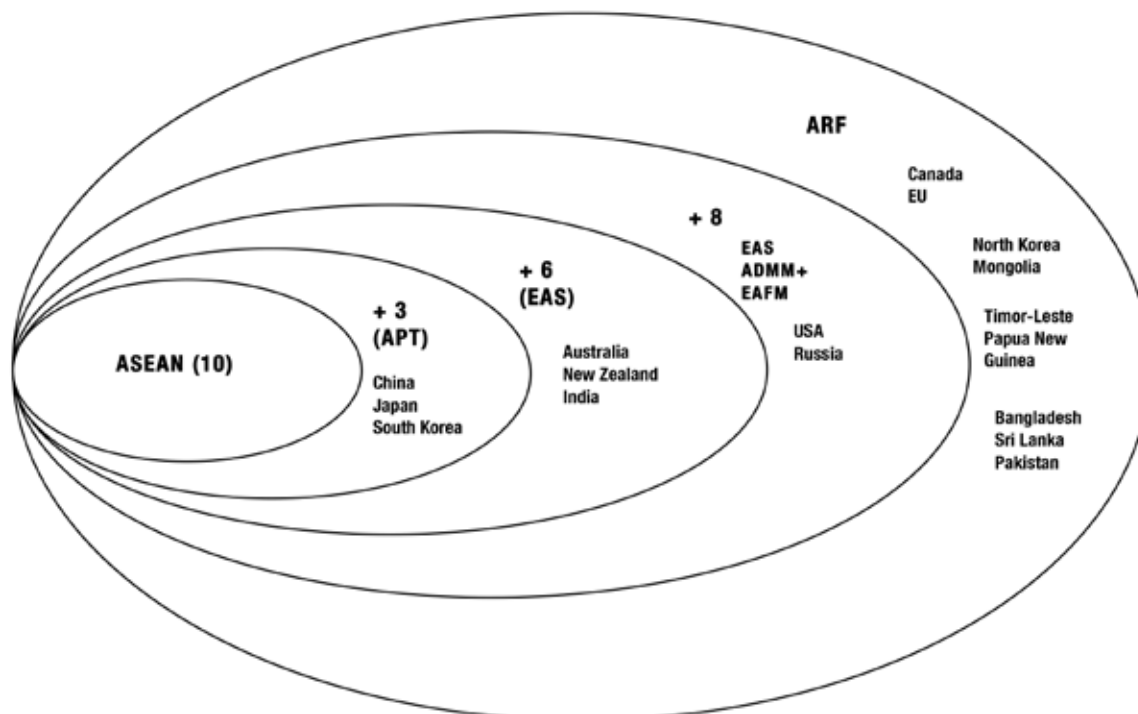 ASEAN (10)
+ 3
(APT)
China
Japan
South Korea
+ 6
(EAS)
Australia
New Zealand
India
+ 8
EAS
ADMM+
EAFM
USA
Russia
ARF
Canada
EU
North Korea
Mongolia
Timor-Leste
Papua New
Guinea
Bangladesh
Sri Lanka
Pakistan